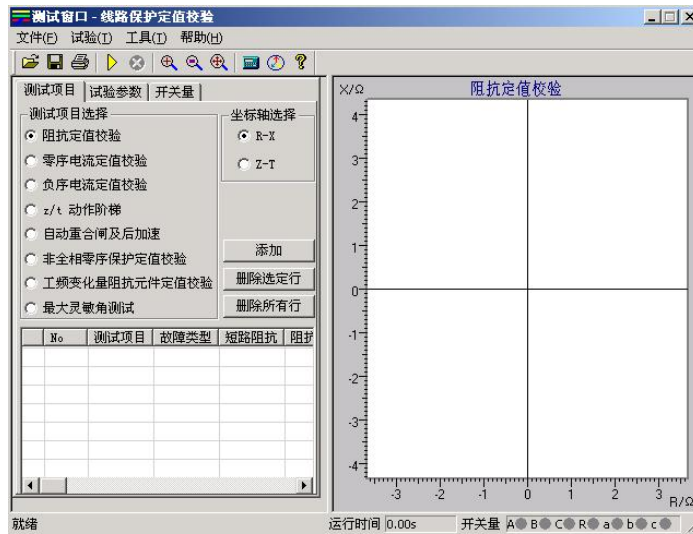 测试窗口 - 线路保护定值校验
文件(F) 试验(T) 工具(T) 帮助(H)
测试项目 试验参数 开关量
测试项目选择
阻抗定值校验
零序电流定值校验
负序电流定值校验
z/t 动作阶梯
自动重合闸及后加速
非全相零序保护定值校验
工频变化量阻抗元件定值校验
最大灵敏角测试
坐标轴选择
R-X
Z-T
添加
删除选定行
删除所有行
No 测试项目 故障类型 短路阻抗
X/Ω 阻抗定值校验
4
3
2
1
0
-1
-2
-3
-4
-3 -2 -1 0 1 2 3
R/Ω
就绪 运行时间 0.00s 开关量 A B C R a b c